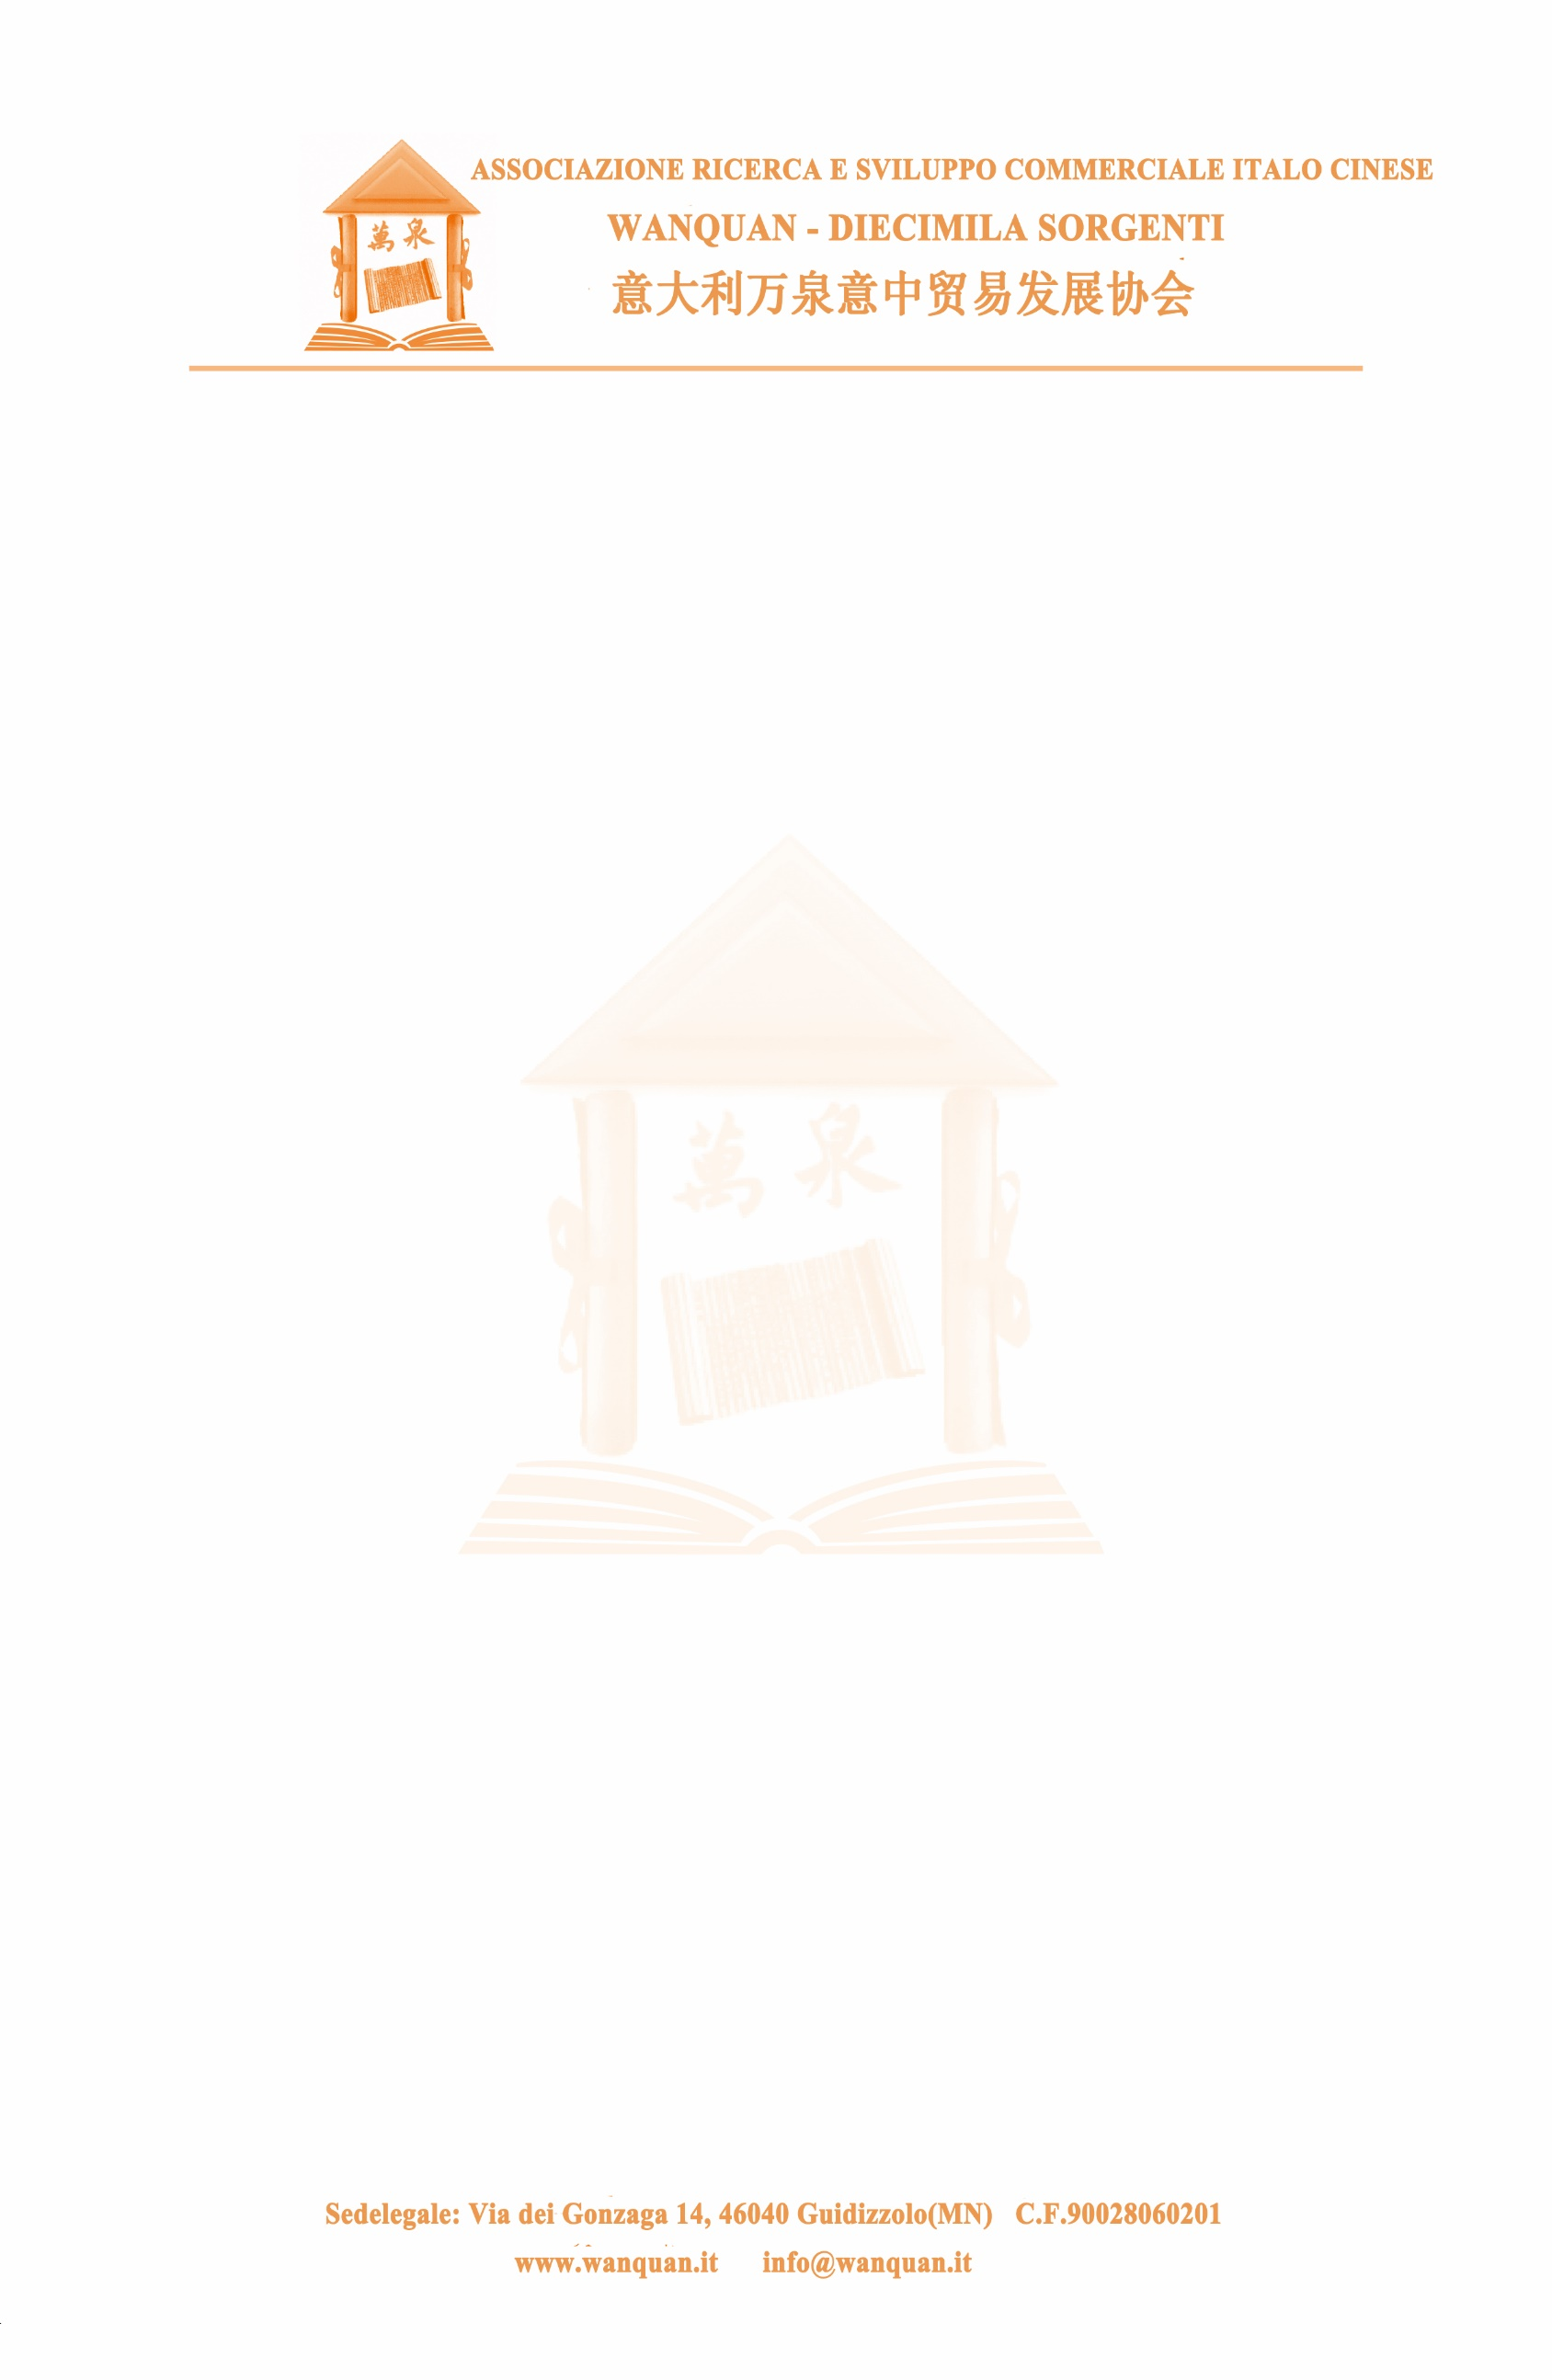 ASSOCIAZIONE RICERCA E SVILUPPO COMMERCIALE ITALO CINESE
WANQUAN - DIECIMILA SORGENTI
意大利万泉意中贸易发展协会
萬泉
萬泉
Sedelegale: Via dei Gonzaga 14, 46040 Guidizzolo(MN) C.F.90028060201
www.wanquan.it info@wanquan.it